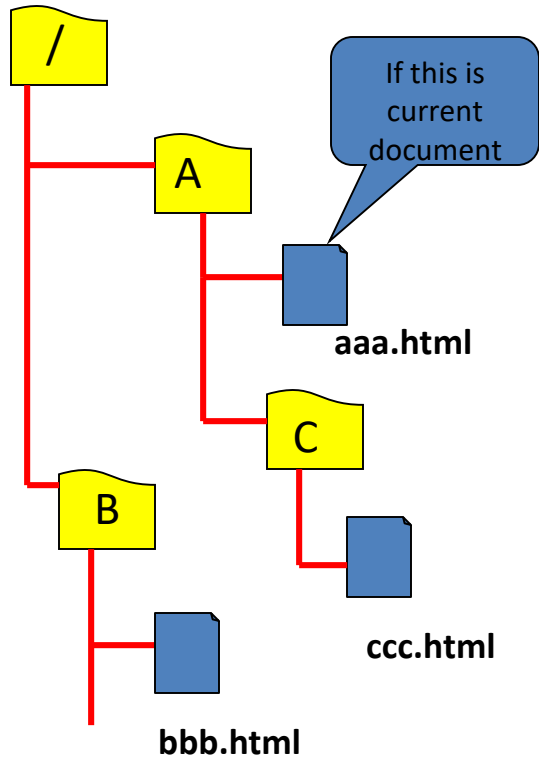 /
If this is
current
document
A
aaa.html
C
B
ccc.html
bbb.html